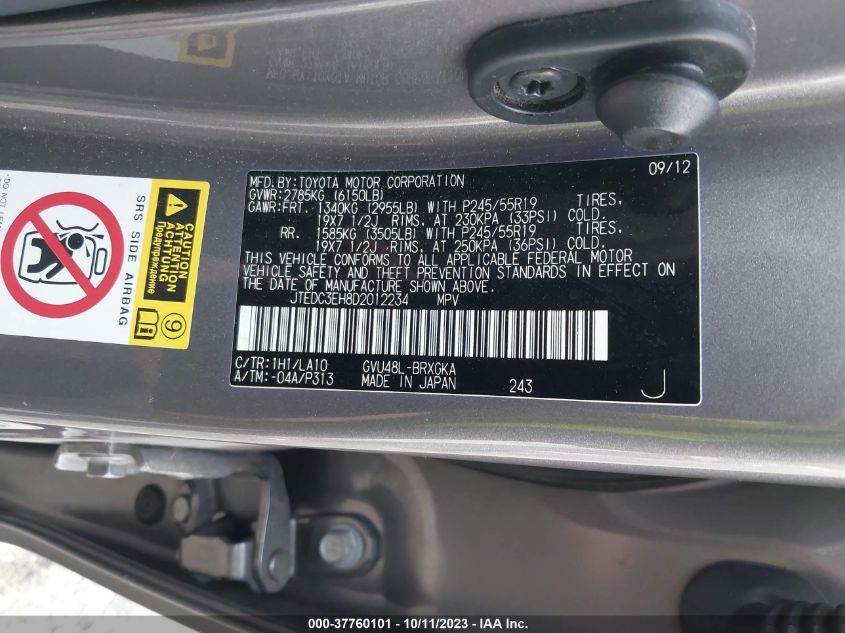 09/12
MFD.BY:TOYOTA MOTOR CORPORATION
GVWR:2785KG (6150LB)
GAWR:FRT. 1340KG (2955LB) WITH P245/55R19 TIRES,
19X7 1/2J RIMS, AT 230KPA (33PSI) COLD.
RR. 1585KG (3505LB) WITH P245/55R19 TIRES,
19X7 1/2J RIMS, AT 250KPA (36PSI) COLD.
THIS VEHICLE CONFORMS TO ALL APPLICABLE FEDERAL MOTOR
VEHICLE SAFETY AND THEFT PREVENTION STANDARDS IN EFFECT ON
THE DATE OF MANUFACTURE SHOWN ABOVE.
JTEDC3EH8D2012234 MPV
C/TR:1H1/LA10 GVU48L-BRXGKA
A/TM:-04A/P313 MADE IN JAPAN 243 J
SRS SIDE AIRBAG
CAUTION
ATTENTION
ACHTUNG
Предупреждение
9
000-37760101 - 10/11/2023 - IAA Inc.